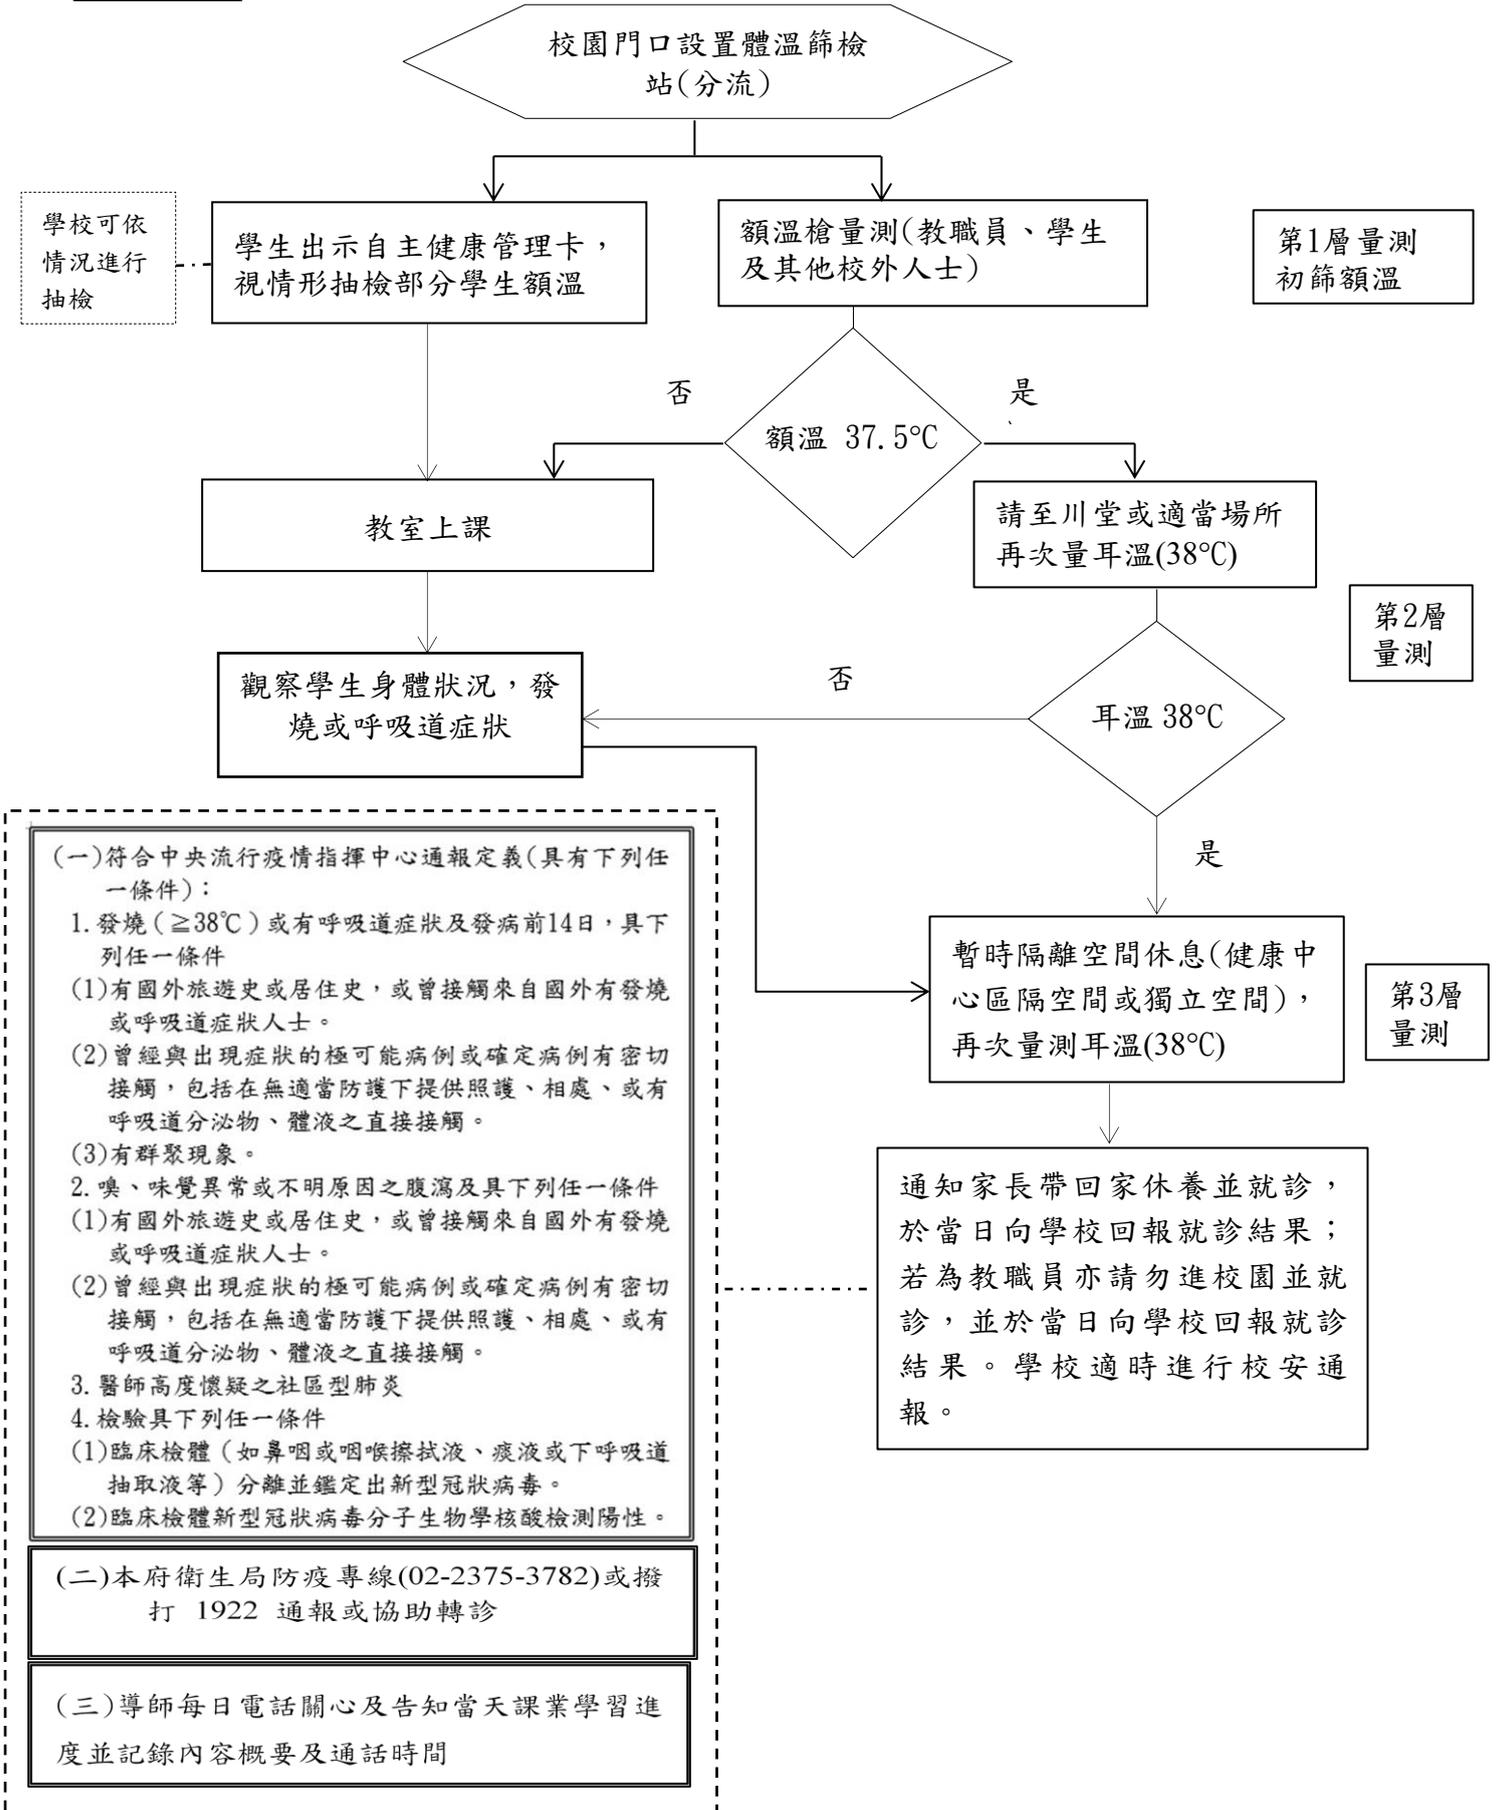 校園門口設置體溫篩檢
站(分流)
學校可依
情況進行
抽檢
學生出示自主健康管理卡，
視情形抽檢部分學生額溫
額溫槍量測(教職員、學生
及其他校外人士)
第1層量測
初篩額溫
否
是
額溫 37.5°C
教室上課
請至川堂或適當場所
再次量耳溫(38°C)
第2層
量測
觀察學生身體狀況，發
燒或呼吸道症狀
否
耳溫 38°C
是
暫時隔離空間休息(健康中
心區隔空間或獨立空間)，
再次量測耳溫(38°C)
第3層
量測
通知家長帶回家休養並就診，
於當日向學校回報就診結果；
若為教職員亦請勿進校園並就
診，並於當日向學校回報就診
結果。學校適時進行校安通
報。
(一)符合中央流行疫情指揮中心通報定義(具有下列任
一條件)：
1.發燒（≧38℃）或有呼吸道症狀及發病前14日，具下
列任一條件
(1)有國外旅遊史或居住史，或曾接觸來自國外有發燒
或呼吸道症狀人士。
(2)曾經與出現症狀的極可能病例或確定病例有密切
接觸，包括在無適當防護下提供照護、相處、或有
呼吸道分泌物、體液之直接接觸。
(3)有群聚現象。
2.嗅、味覺異常或不明原因之腹瀉及具下列任一條件
(1)有國外旅遊史或居住史，或曾接觸來自國外有發燒
或呼吸道症狀人士。
(2)曾經與出現症狀的極可能病例或確定病例有密切
接觸，包括在無適當防護下提供照護、相處、或有
呼吸道分泌物、體液之直接接觸。
3.醫師高度懷疑之社區型肺炎
4.檢驗具下列任一條件
(1)臨床檢體（如鼻咽或咽喉擦拭液、痰液或下呼吸道
抽取液等）分離並鑑定出新型冠狀病毒。
(2)臨床檢體新型冠狀病毒分子生物學核酸檢測陽性。
(二)本府衛生局防疫專線(02-2375-3782)或撥
打 1922 通報或協助轉診
(三)導師每日電話關心及告知當天課業學習進
度並記錄內容概要及通話時間